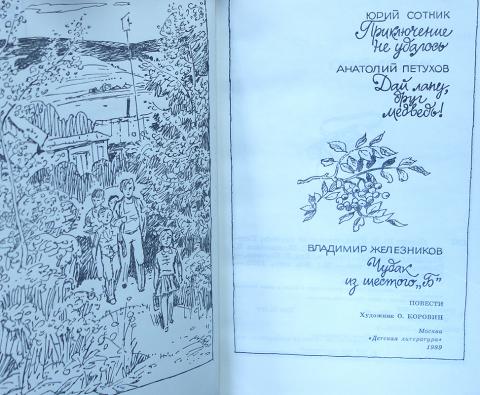 ЮРИЙ СОТНИК
Приключение
не удалось
АНАТОЛИЙ ПЕТУХОВ
Дай лапу,
друг
медведь!
ВЛАДИМИР ЖЕЛЕЗНИКОВ
Чудак
из шестого „Б"
ПОВЕСТИ
Художник О. КОРОВИН
Москва
«Детская литература»
1989